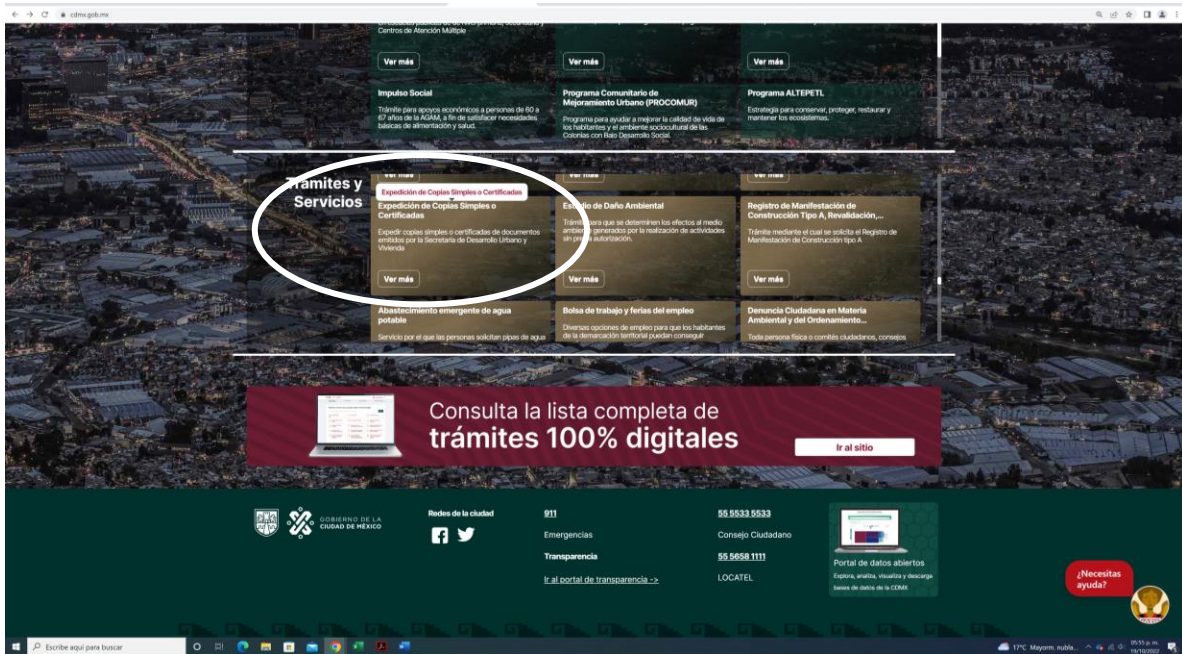 cdmx.gob.mx
Centros de Atención Múltiple
Ver más
Ver más
Ver más
Impulso Social
Trámite para apoyos económicos a personas de 60 a
67 años de la AGAM, a fin de satisfacer necesidades
básicas de alimentación y salud.
Programa Comunitario de
Mejoramiento Urbano (PROCOMUR)
Programa para ayudar a mejorar la calidad de vida de
los habitantes y el ambiente sociocultural de las
Colonias con Bajo Desarrollo Social.
Programa ALTEPETL
Estrategia para conservar, proteger, restaurar y
mantener los ecosistemas.
Trámites y
Servicios
Ver más
Ver más
Ver más
Expedición de Copias Simples o Certificadas
Expedición de Copias Simples o
Certificadas
Expedir copias simples o certificadas de documentos
emitidos por la Secretaría de Desarrollo Urbano y
Vivienda
Ver más
Estudio de Daño Ambiental
Trámite para que se determinen los efectos al medio
ambiente generados por la realización de actividades
sin previa autorización.
Ver más
Registro de Manifestación de
Construcción Tipo A, Revalidación,...
Trámite mediante el cual se solicita el Registro de
Manifestación de Construcción tipo A
Ver más
Abastecimiento emergente de agua
potable
Servicio por el que las personas solicitan pipas de agua
Bolsa de trabajo y ferias del empleo
Diversas opciones de empleo para que los habitantes
de la demarcación territorial puedan conseguir
Denuncia Ciudadana en Materia
Ambiental y del Ordenamiento...
Toda persona física o comités ciudadanos, consejos
Consulta la lista completa de
trámites 100% digitales
Ir al sitio
GOBIERNO DE LA
CIUDAD DE MÉXICO
Redes de la ciudad
911
Emergencias
Transparencia
Ir al portal de transparencia ->
55 5533 5533
Consejo Ciudadano
55 5658 1111
LOCATEL
Portal de datos abiertos
Explora, analiza, visualiza y descarga
bases de datos de la CDMX
¿Necesitas
ayuda?
Escribe aquí para buscar
17°C Mayorm. nubla...
05:55 p. m.
19/10/2022